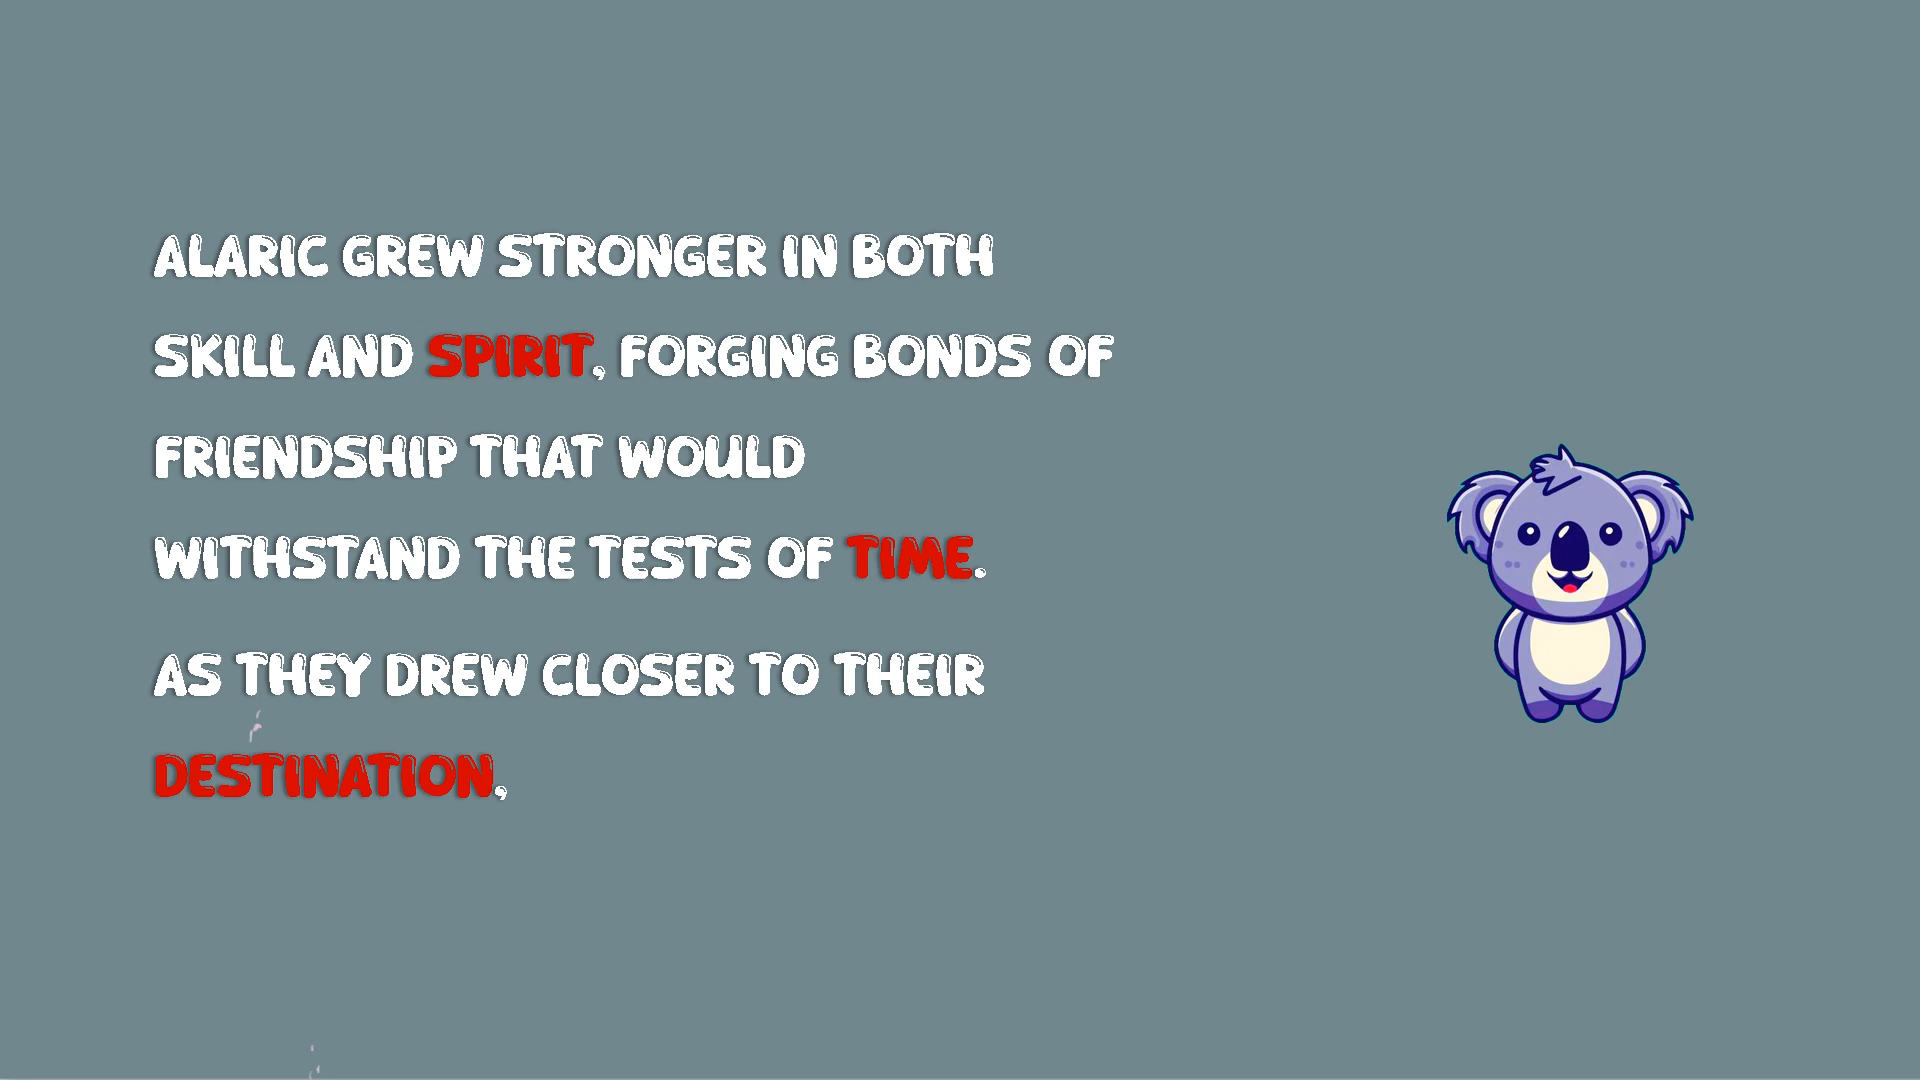 ALARIC GREW STRONGER IN BOTH
SKILL AND SPIRIT, FORGING BONDS OF
FRIENDSHIP THAT WOULD
WITHSTAND THE TESTS OF TIME.
AS THEY DREW CLOSER TO THEIR
DESTINATION,